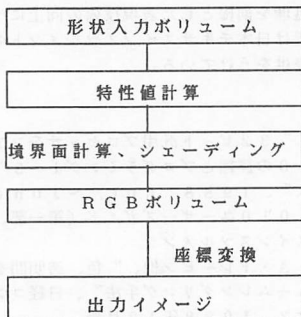 形状入力ボリューム
特性値計算
境界面計算、シェーディング
RGBボリューム
座標変換
出力イメージ